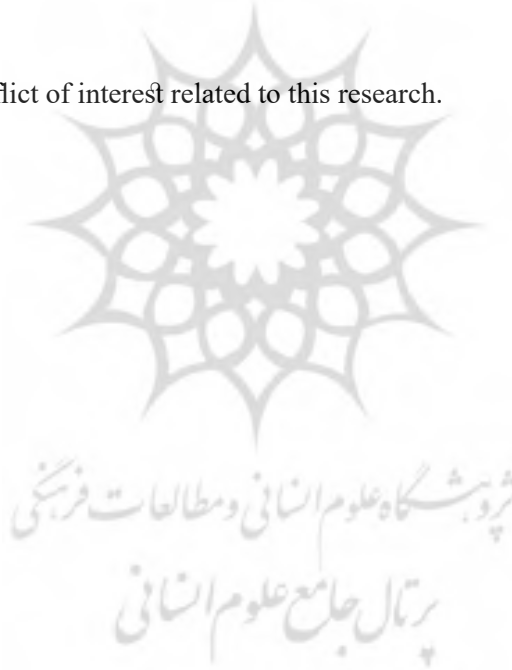 flict of interest related to this research.
پژوهشگاه علوم انسانی و مطالعات فرهنگی
پرتال جامع علوم انسانی